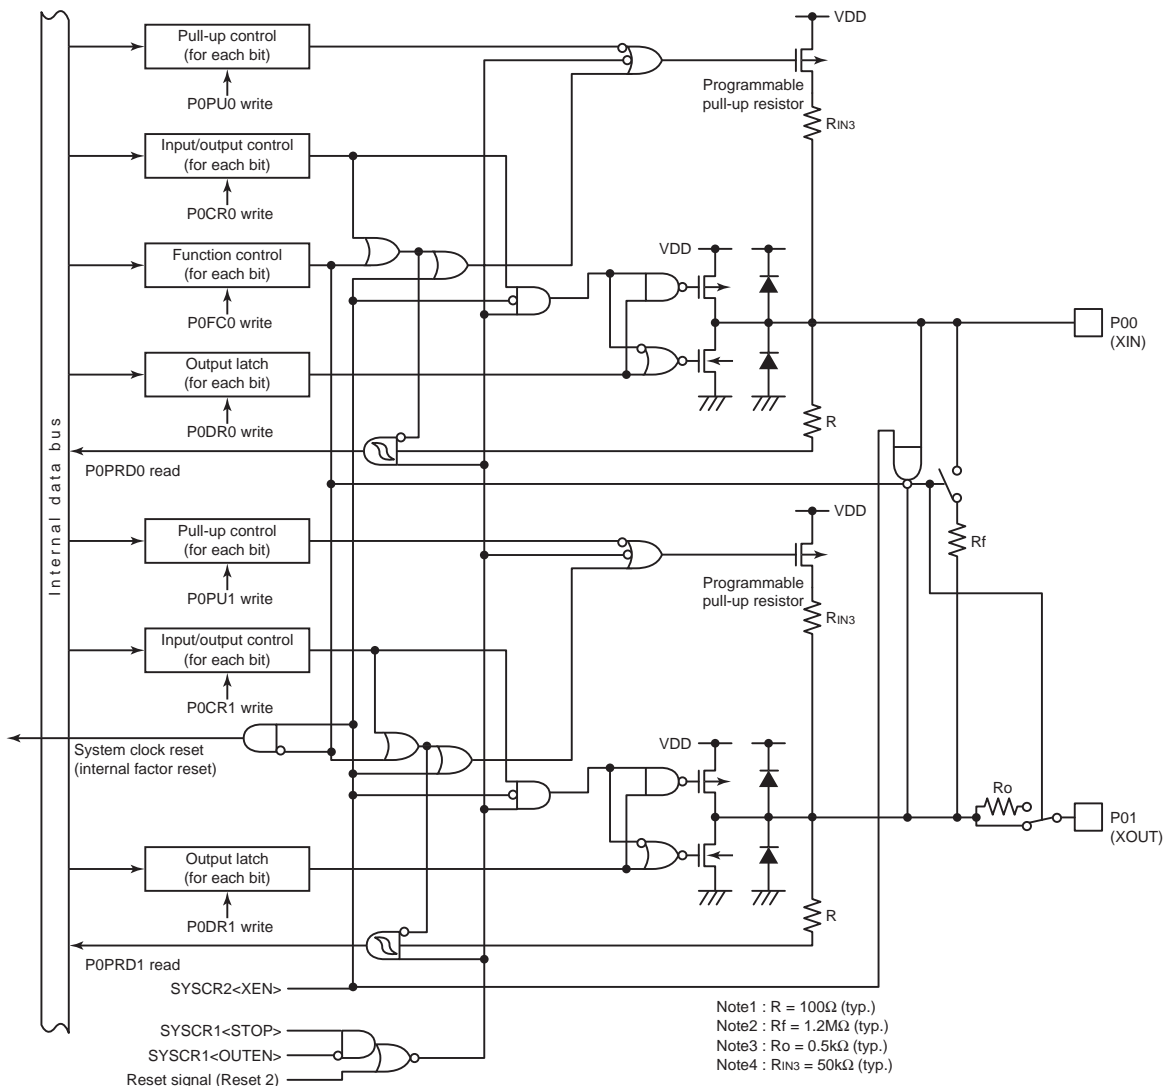 VDD
Pull-up control
(for each bit)
P0PU0 write
Programmable
pull-up resistor
RIN3
Input/output control
(for each bit)
P0CR0 write
Function control
(for each bit)
P0FC0 write
VDD
P00
(XIN)
Output latch
(for each bit)
P0DR0 write
R
P0PRD0 read
Internal data bus
VDD
Pull-up control
(for each bit)
P0PU1 write
Rf
Programmable
pull-up resistor
RIN3
Input/output control
(for each bit)
P0CR1 write
System clock reset
(internal factor reset)
VDD
Ro
P01
(XOUT)
Output latch
(for each bit)
P0DR1 write
R
P0PRD1 read
SYSCR2<XEN>
SYSCR1<STOP>
SYSCR1<OUTEN>
Reset signal (Reset 2)
Note1 : R = 100Ω (typ.)
Note2 : Rf = 1.2MΩ (typ.)
Note3 : Ro = 0.5kΩ (typ.)
Note4 : RIN3 = 50kΩ (typ.)